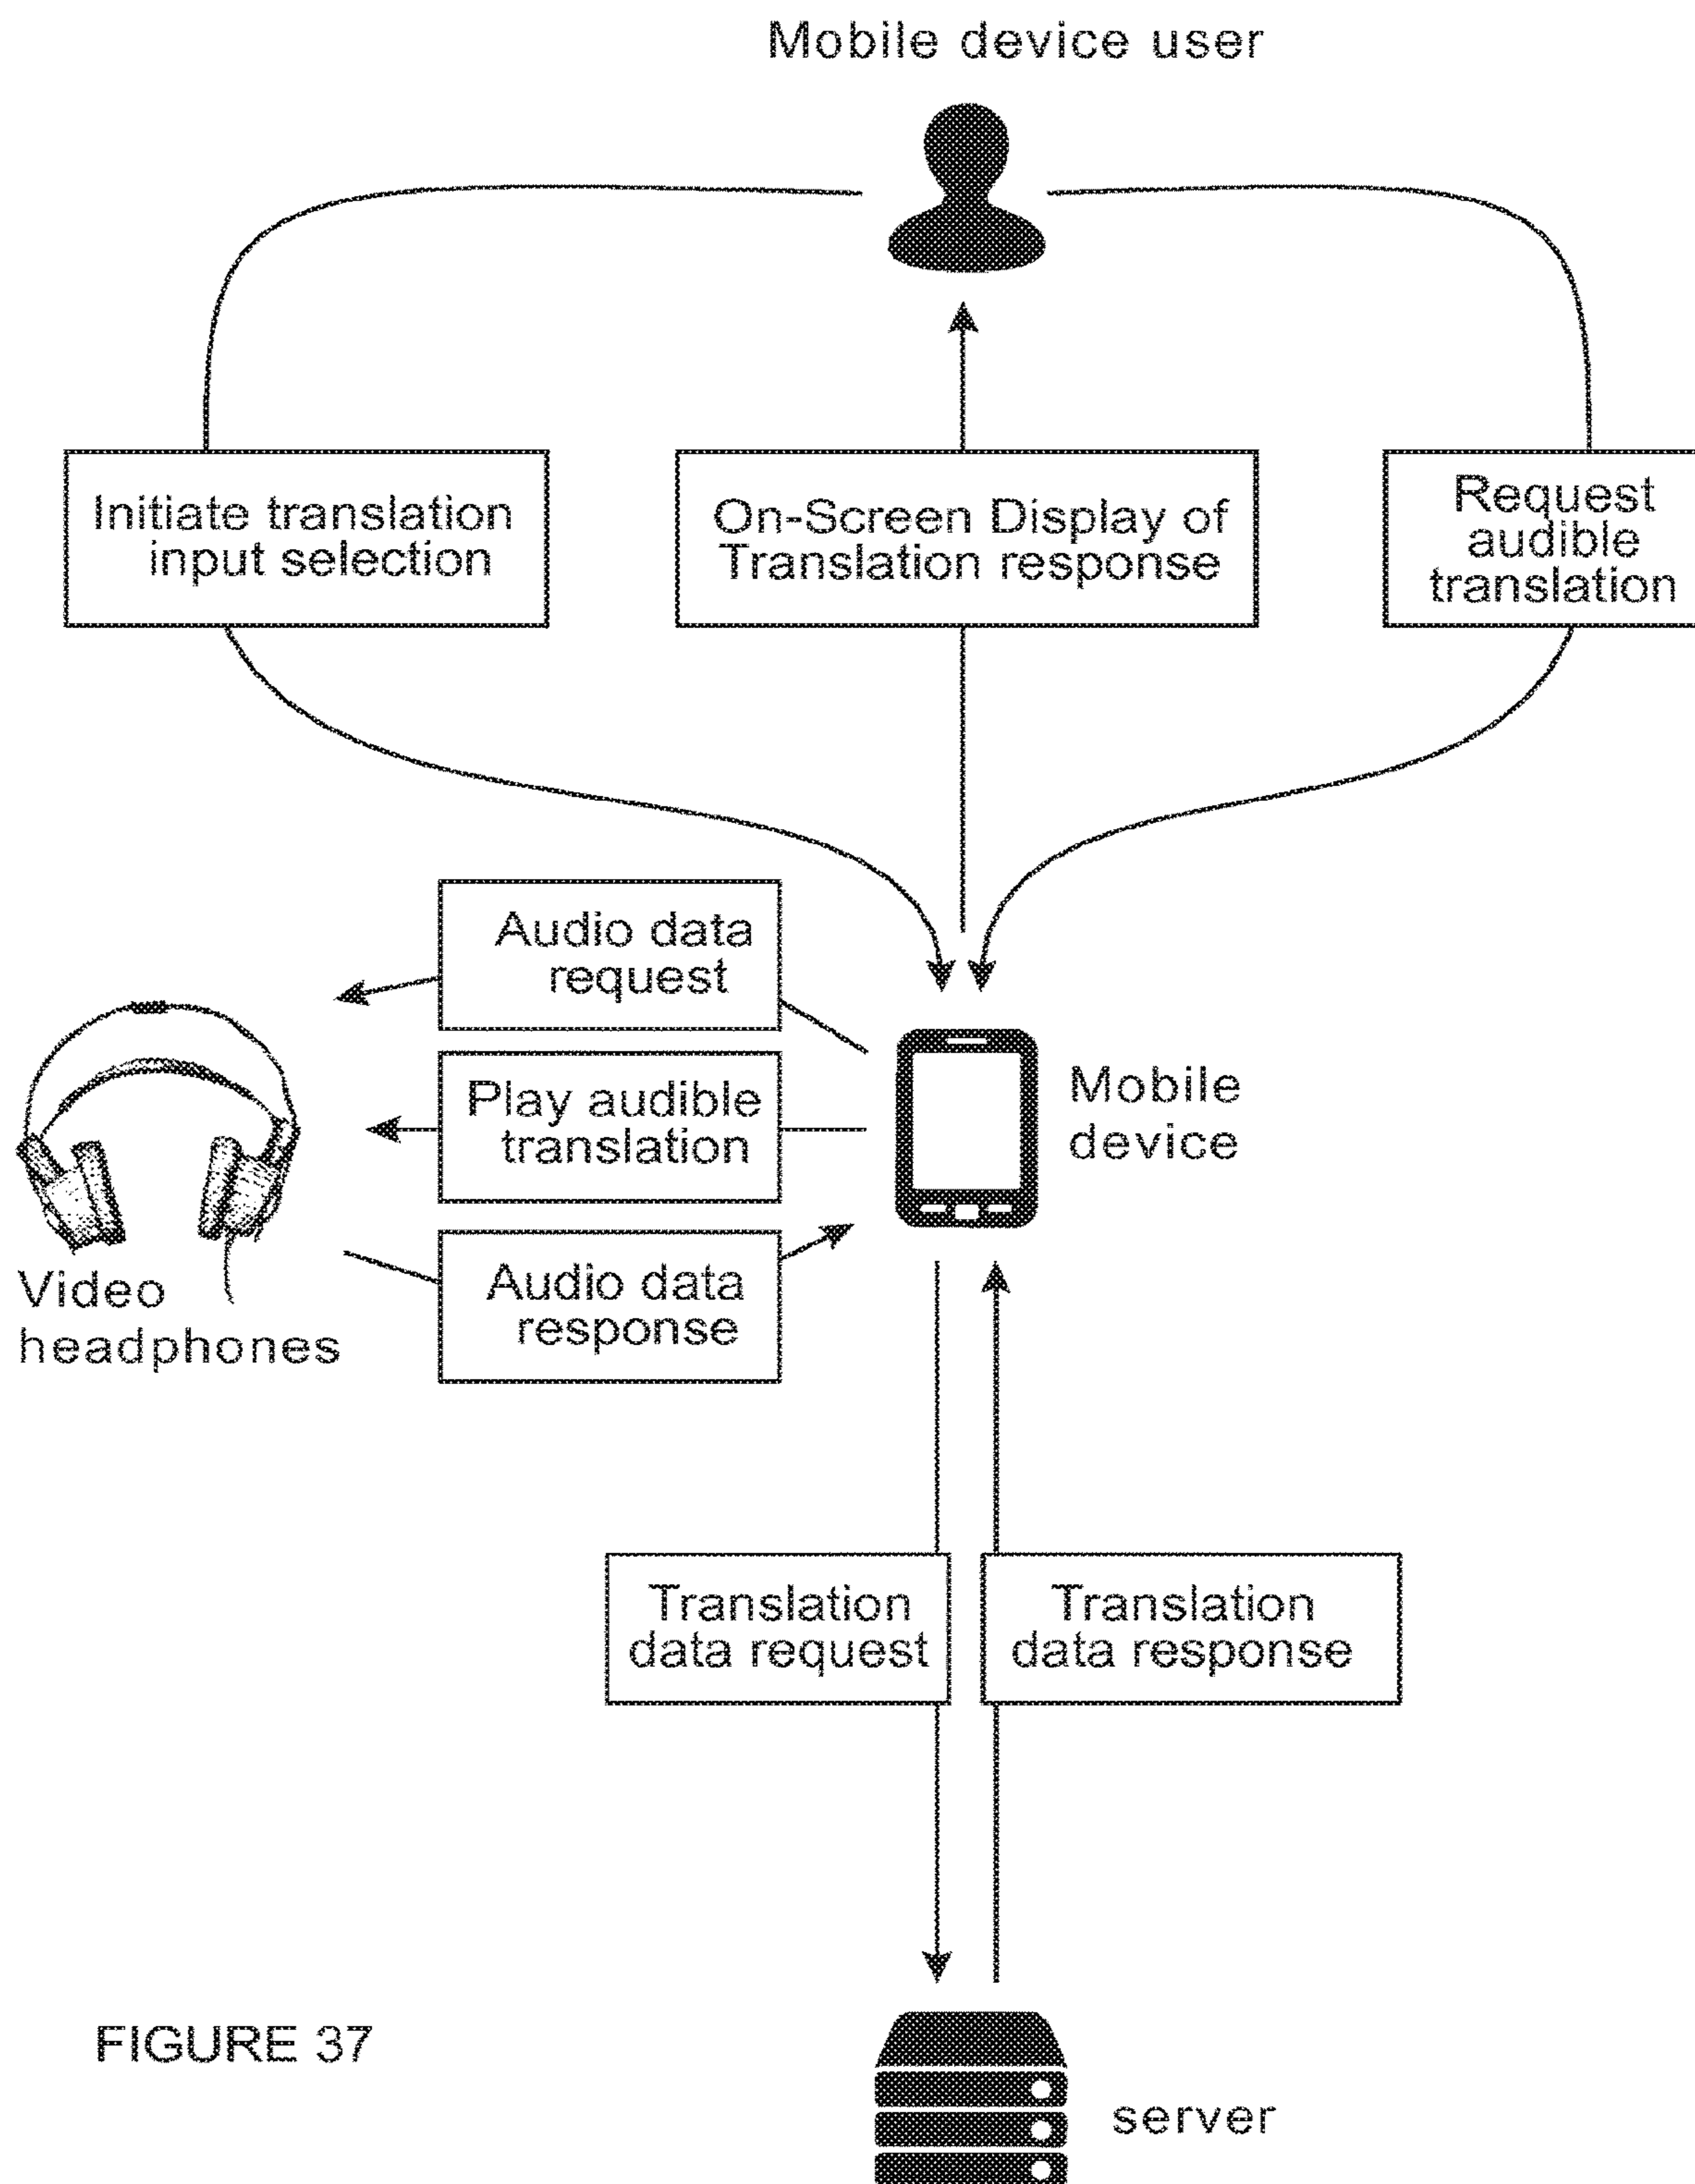 Mobile device user
Initiate translation
input selection
On-Screen Display of
Translation response
Request
audible
translation
Audio data
request
Play audible
translation
Audio data
response
Mobile
device
Video
headphones
Translation
data request
Translation
data response
FIGURE 37
server